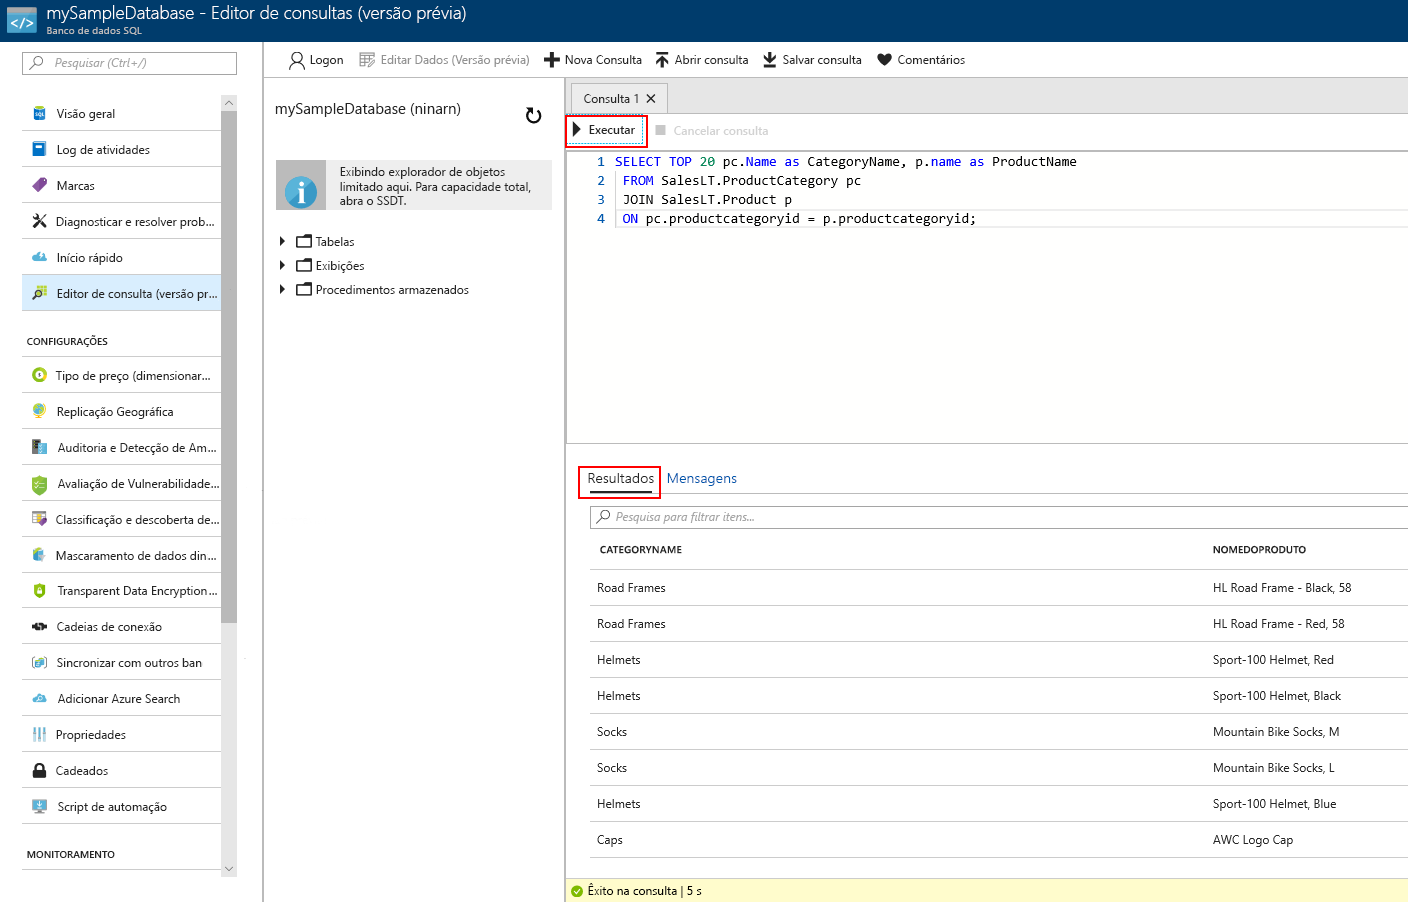 mySampleDatabase - Editor de consultas (versão prévia)
Banco de dados SQL
Pesquisar (Ctrl+/)
Visão geral
Log de atividades
Marcas
Diagnosticar e resolver prob...
Início rápido
Editor de consulta (versão pr...
CONFIGURAÇÕES
Tipo de preço (dimensionar...
Replicação Geográfica
Auditoria e Detecção de Am...
Avaliação de Vulnerabilidade...
Classificação e descoberta de...
Mascaramento de dados din...
Transparent Data Encryption...
Cadeias de conexão
Sincronizar com outros ban
Adicionar Azure Search
Propriedades
Cadeados
Script de automação
MONITORAMENTO
Logon
Editar Dados (Versão prévia)
Nova Consulta
Abrir consulta
Salvar consulta
Comentários
mySampleDatabase (ninarn)
Exibindo explorador de objetos
limitado aqui. Para capacidade total,
abra o SSDT.
Tabelas
Exibições
Procedimentos armazenados
Consulta 1
Executar
Cancelar consulta
1 SELECT TOP 20 pc.Name as CategoryName, p.name as ProductName
2 FROM SalesLT.ProductCategory pc
3 JOIN SalesLT.Product p
4 ON pc.productcategoryid = p.productcategoryid;
Resultados
Mensagens
Pesquisa para filtrar itens...
CATEGORYNAME NOMEDOPRODUTO
Road Frames HL Road Frame - Black, 58
Road Frames HL Road Frame - Red, 58
Helmets Sport-100 Helmet, Red
Helmets Sport-100 Helmet, Black
Socks Mountain Bike Socks, M
Socks Mountain Bike Socks, L
Helmets Sport-100 Helmet, Blue
Caps AWC Logo Cap
Êxito na consulta | 5 s